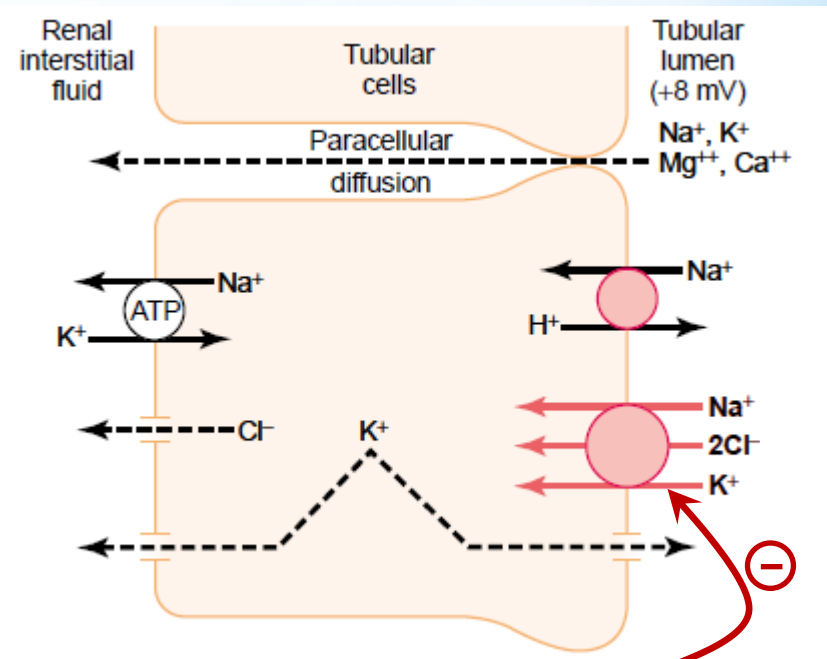 Renal
interstitial
fluid
Tubular
cells
Tubular
lumen
(+8 mV)
Paracellular
diffusion
Na⁺, K⁺
Mg⁺⁺, Ca⁺⁺
Na⁺
ATP
K⁺
Na⁺
H⁺
Cl⁻
K⁺
Na⁺
2Cl⁻
K⁺
−